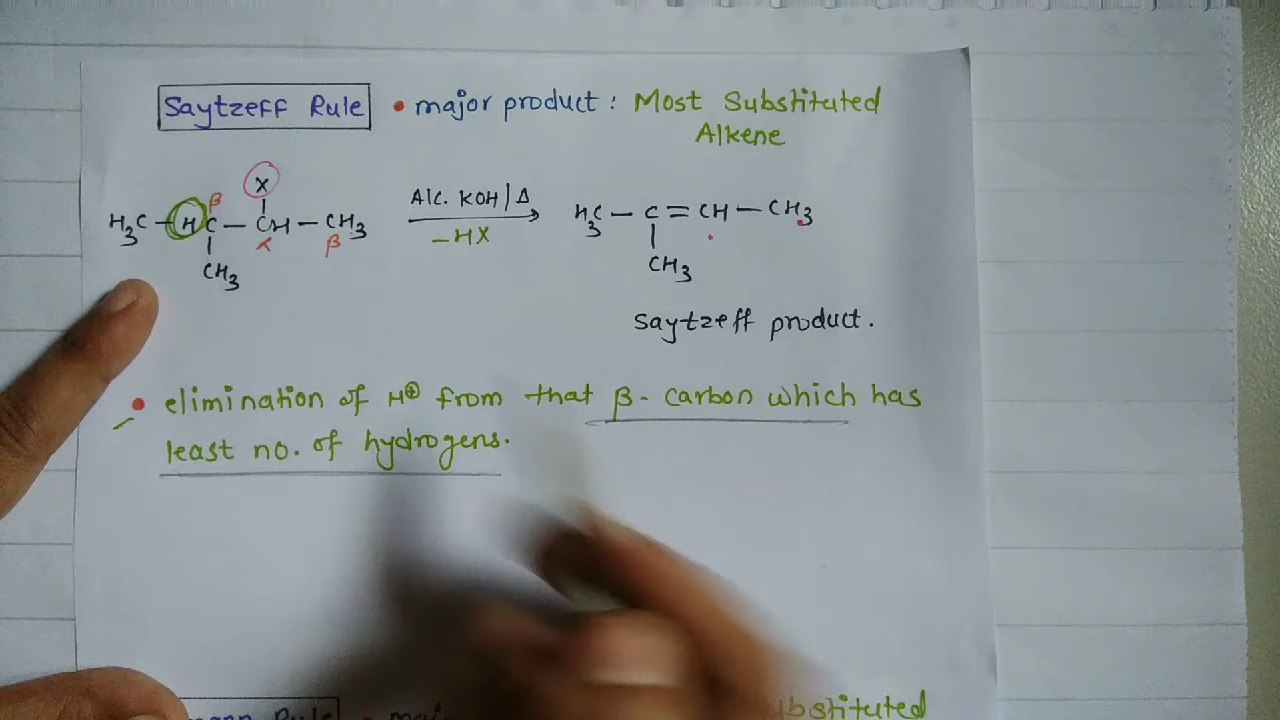 Saytzeff Rule • major product : Most Substituted
Alkene
X
β
H3C — HC — CH — CH3
α β
CH3
Alc. KOH / Δ
– HX
H3C — C = CH — CH3
CH3
Saytzeff product.
• elimination of H⊕ from that β - carbon which has
least no. of hydrogens.
Rule